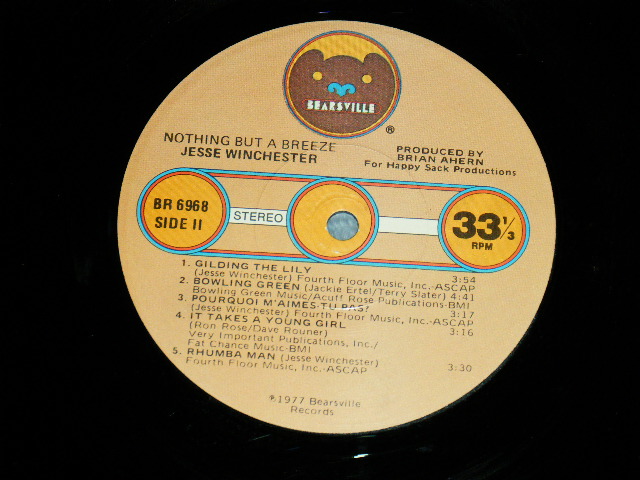 BEARSVILLE
®
NOTHING BUT A BREEZE
JESSE WINCHESTER
PRODUCED BY
BRIAN AHERN
For Happy Sack Productions
BR 6968
SIDE II
STEREO
33 1/3
RPM
1. GILDING THE LILY
(Jesse Winchester) Fourth Floor Music, Inc.-ASCAP 3:54
2. BOWLING GREEN (Jackie Ertel/Terry Slater) 4:41
Bowling Green Music/Acuff Rose Publications-BMI
3. POURQUOI M'AIMES-TU PAS? 3:17
(Jesse Winchester) Fourth Floor Music, Inc.-ASCAP
4. IT TAKES A YOUNG GIRL 3:16
(Ron Rose/Dave Rouner)
Very Important Publications, Inc./
Fat Chance Music-BMI
5. RHUMBA MAN (Jesse Winchester) 3:30
Fourth Floor Music, Inc.-ASCAP
℗1977 Bearsville
Records